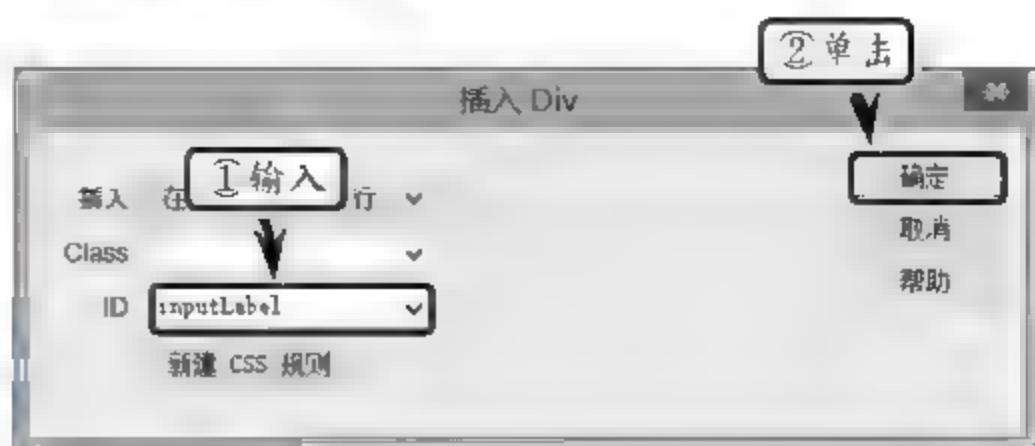 ②单击
插入 Div
①输入
插入 在 行
确定
Class
取消
ID inputLabel
帮助
新建 CSS 规则